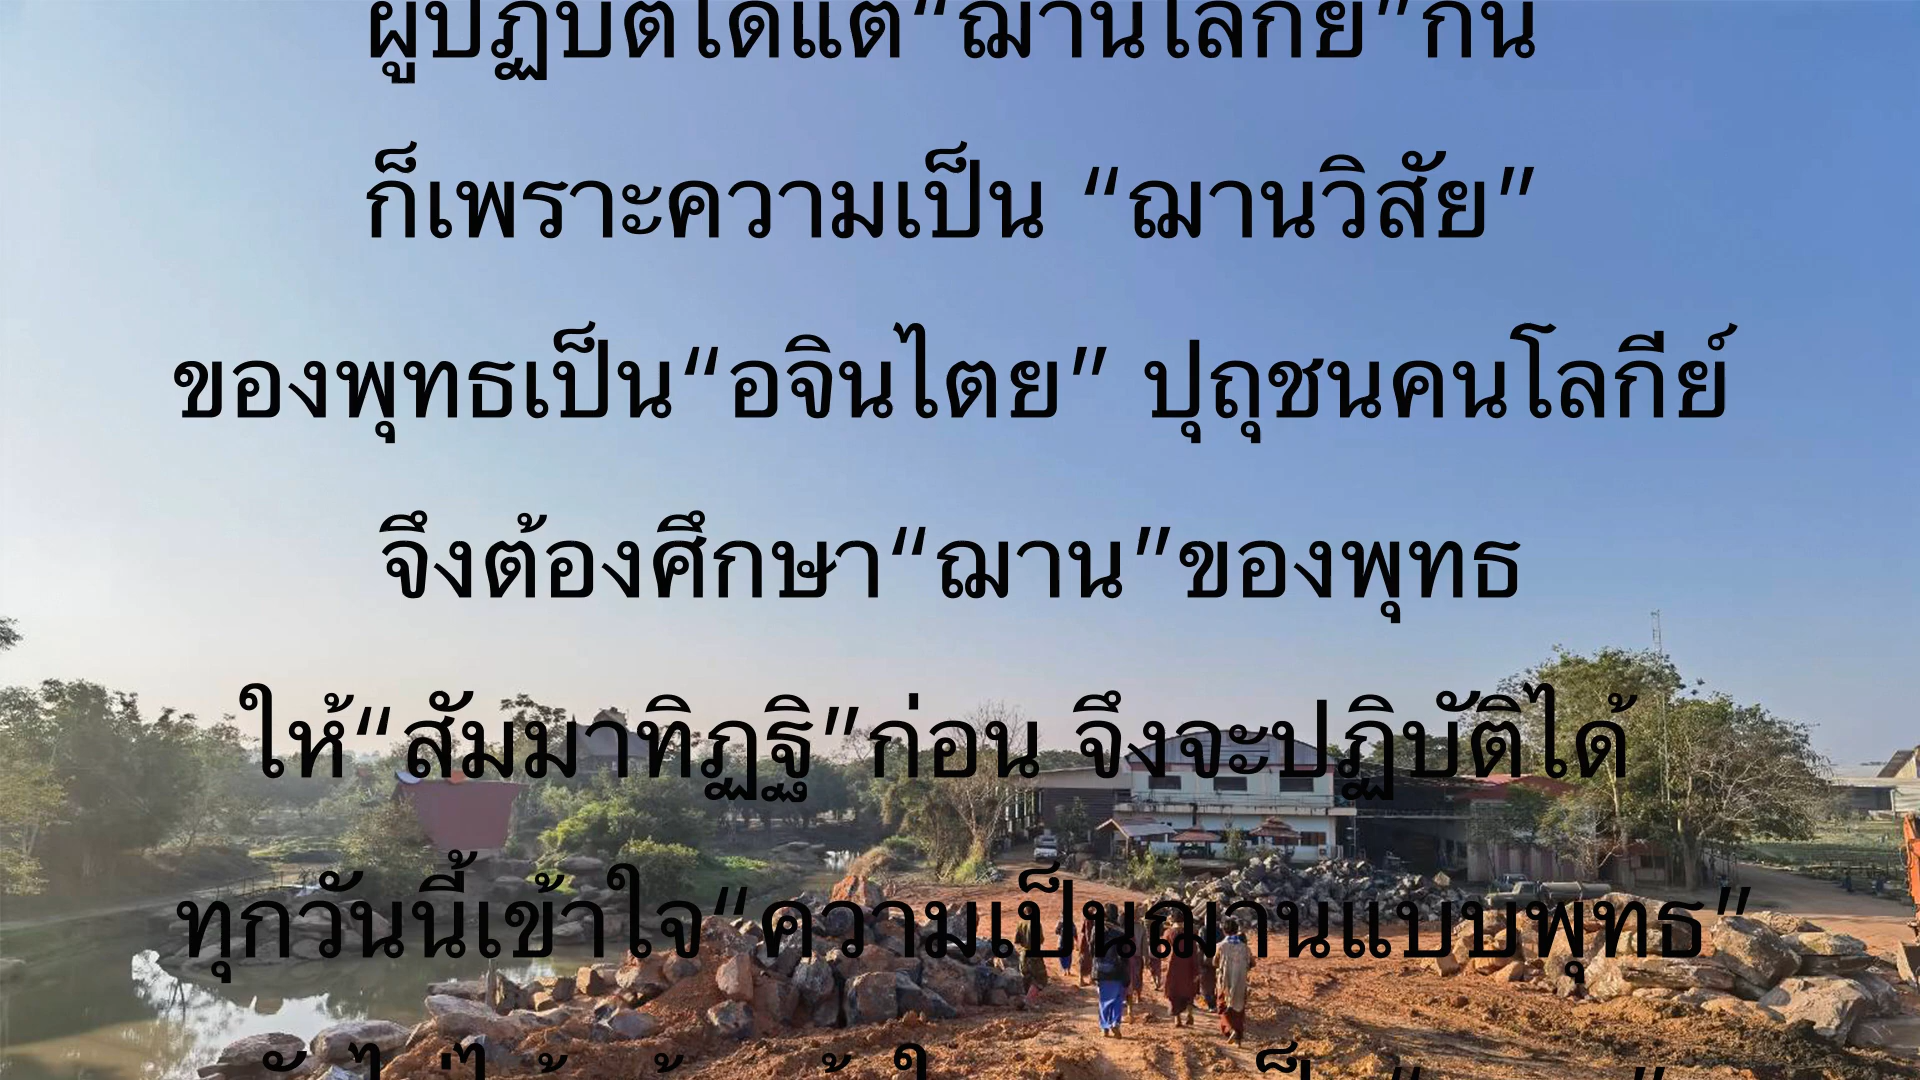 ผู้ปฏิบัติได้แต่“ฌานโลกีย์”กัน
ก็เพราะความเป็น “ฌานวิสัย”
ของพุทธเป็น“อจินไตย” ปุถุชนคนโลกีย์
จึงต้องศึกษา“ฌาน”ของพุทธ
ให้“สัมมาทิฏฐิ”ก่อน จึงจะปฏิบัติได้
ทุกวันนี้เข้าใจ“ความเป็นฌานแบบพุทธ”